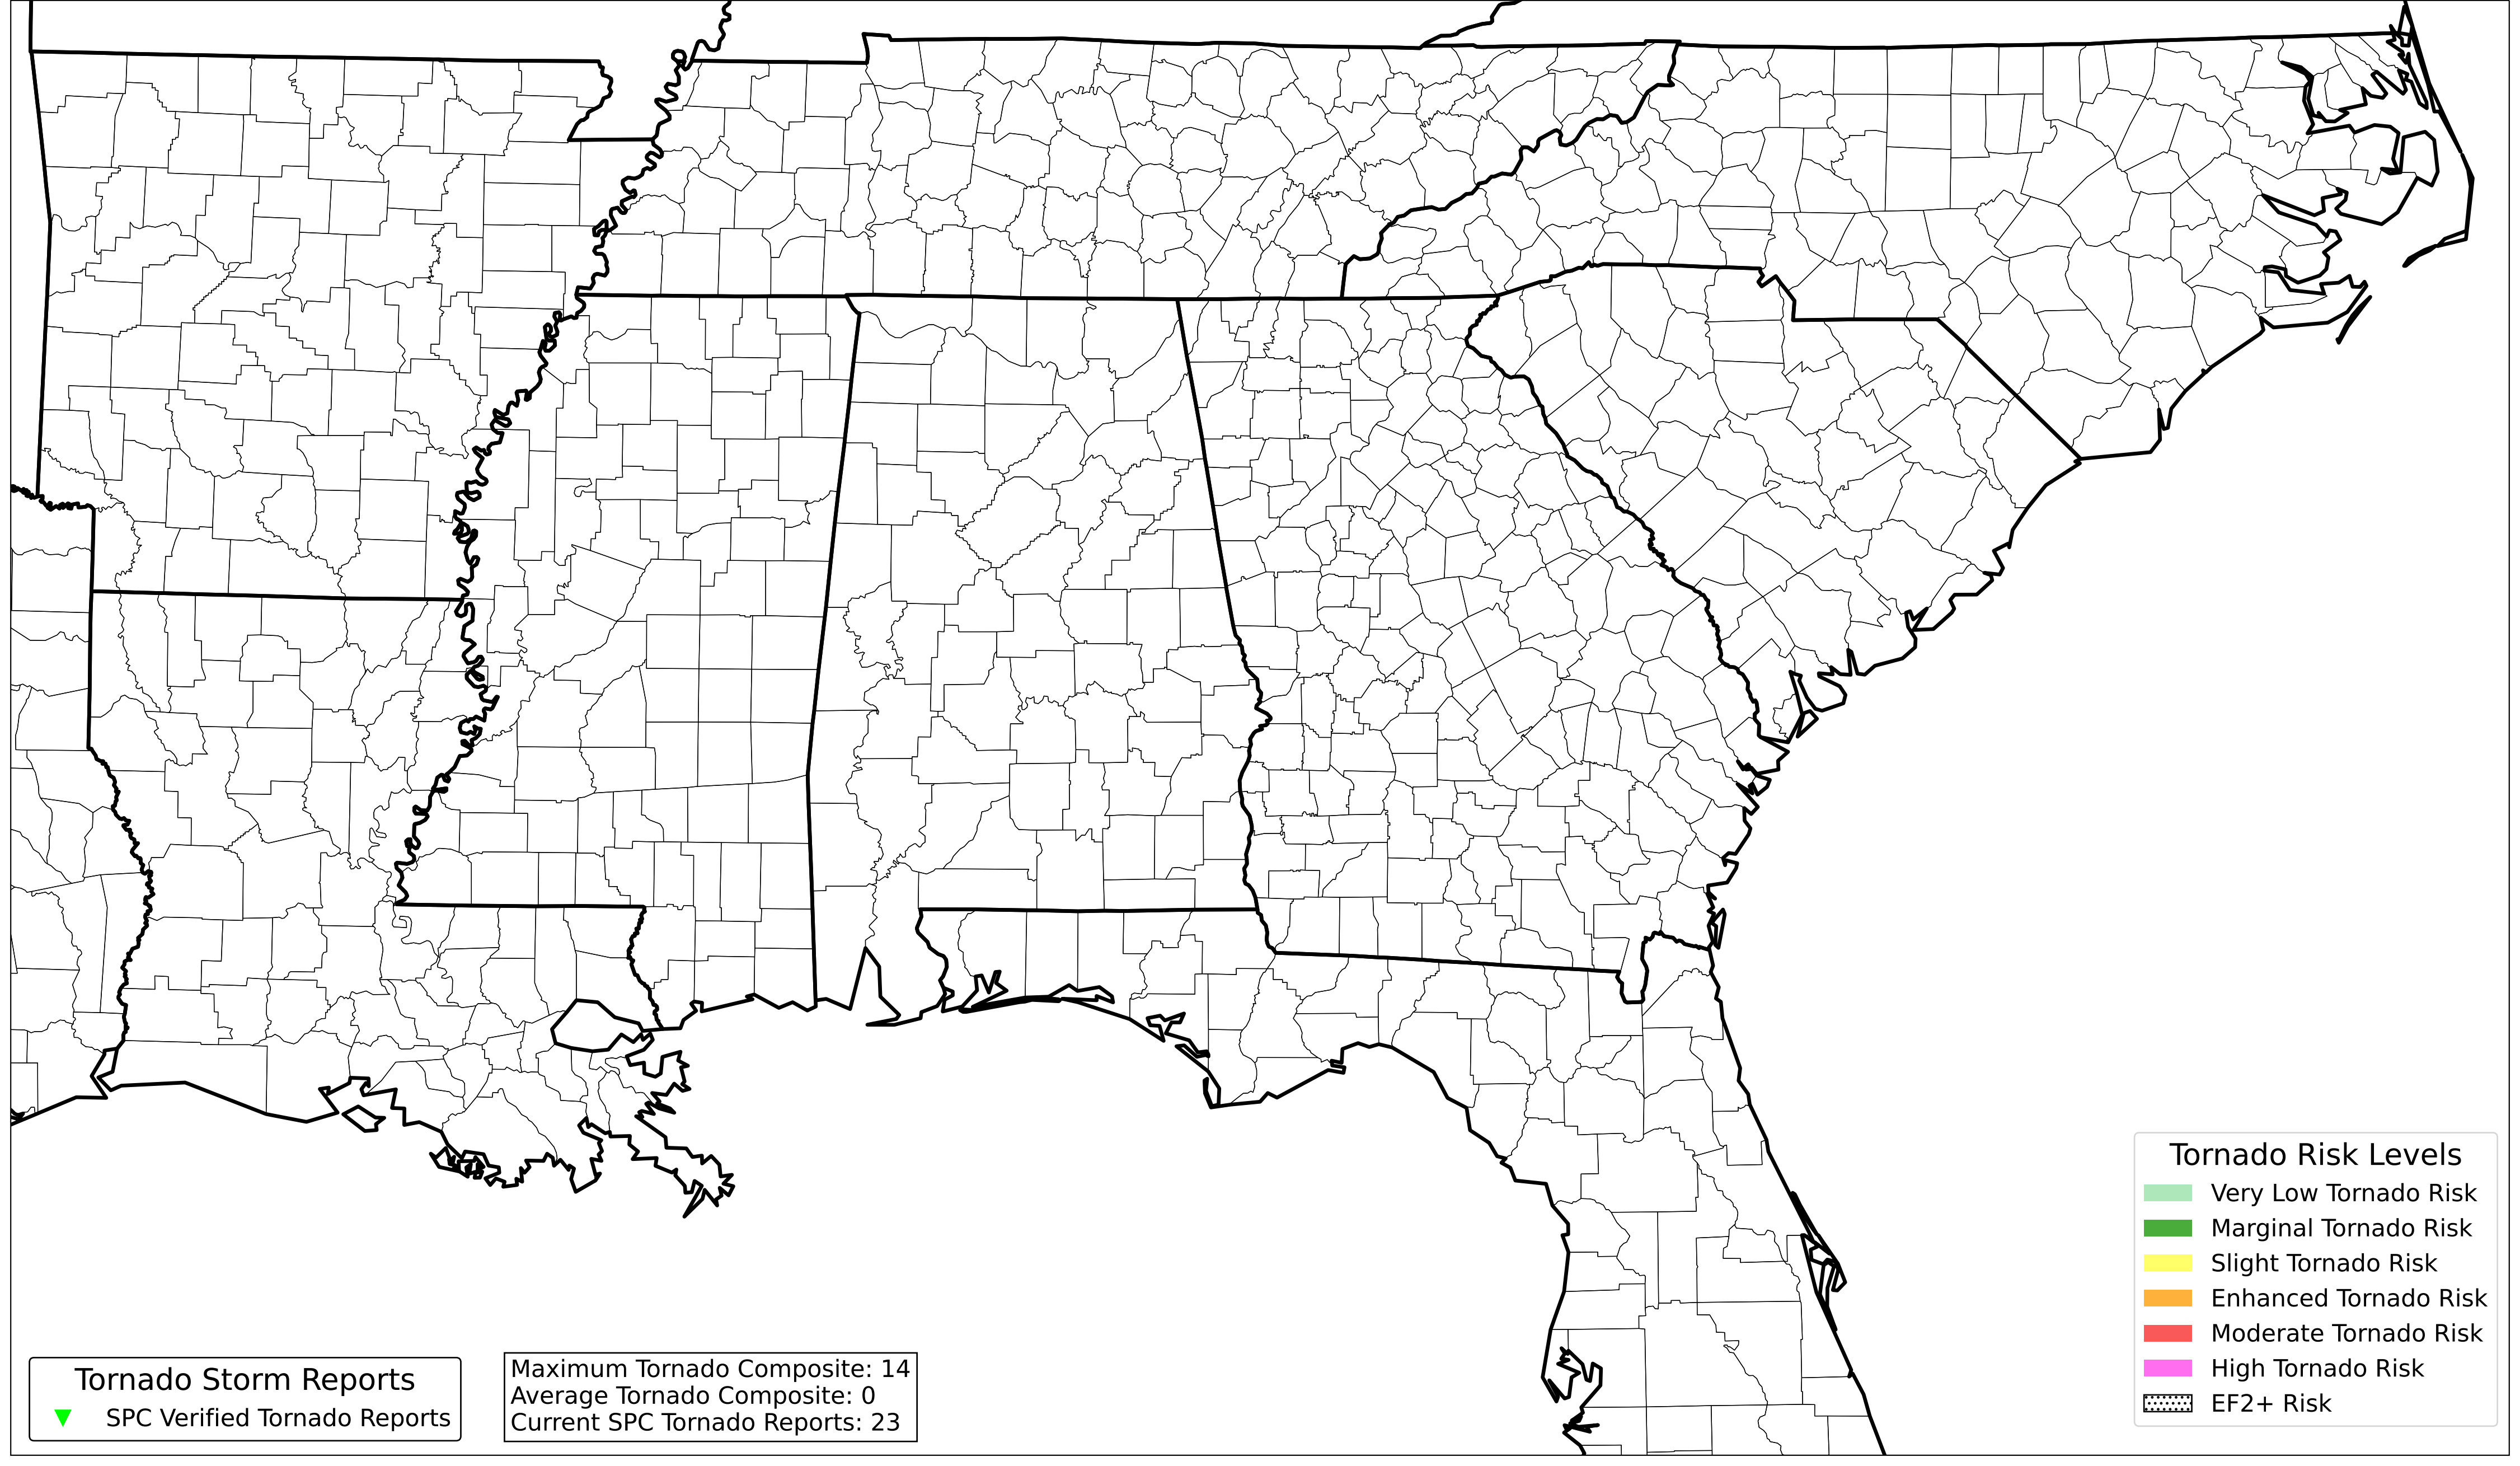 Tornado Risk Levels
Very Low Tornado Risk
Marginal Tornado Risk
Slight Tornado Risk
Enhanced Tornado Risk
Moderate Tornado Risk
High Tornado Risk
EF2+ Risk
Tornado Storm Reports
SPC Verified Tornado Reports
Maximum Tornado Composite: 14
Average Tornado Composite: 0
Current SPC Tornado Reports: 23